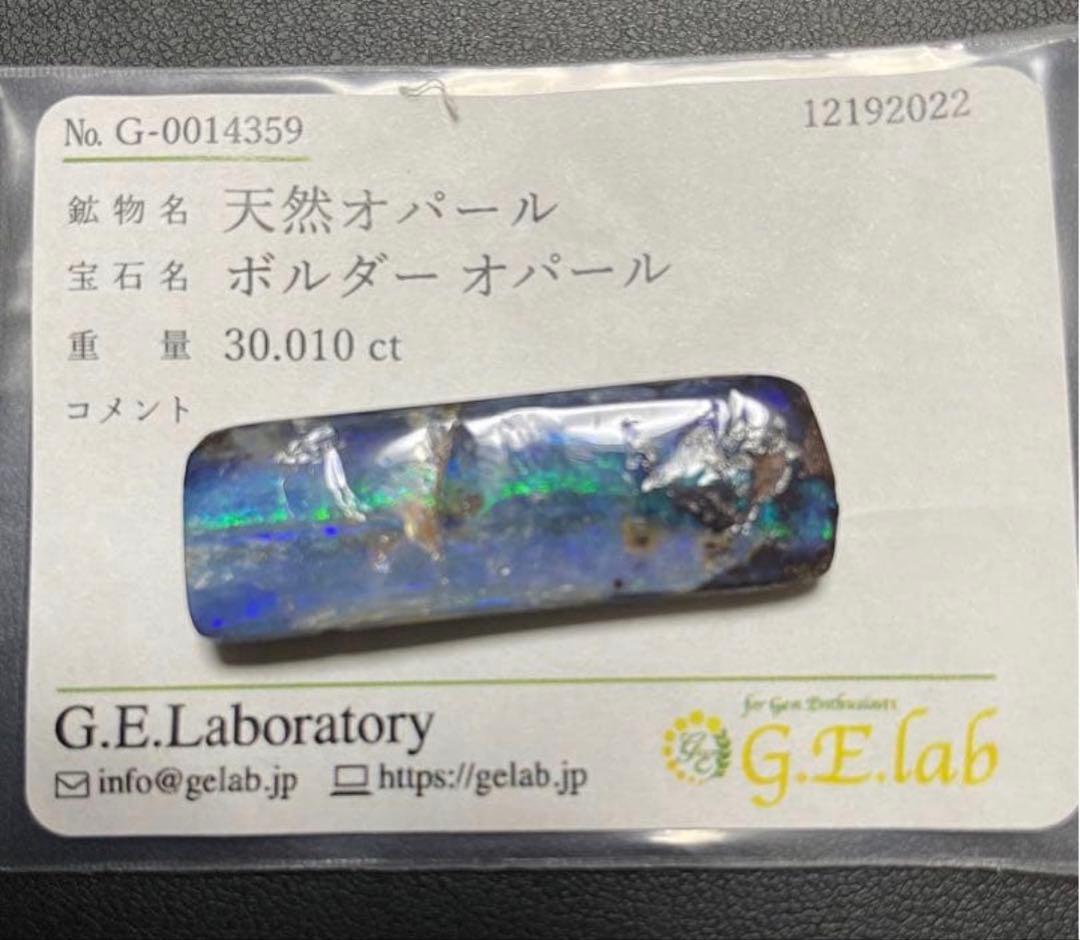 No. G-0014359
12192022
鉱物名 天然オパール
宝石名 ボルダー オパール
重量 30.010 ct
コメント
G.E.Laboratory
info@gelab.jp https://gelab.jp
for Gem Enthusiasts
GE
G.E.lab